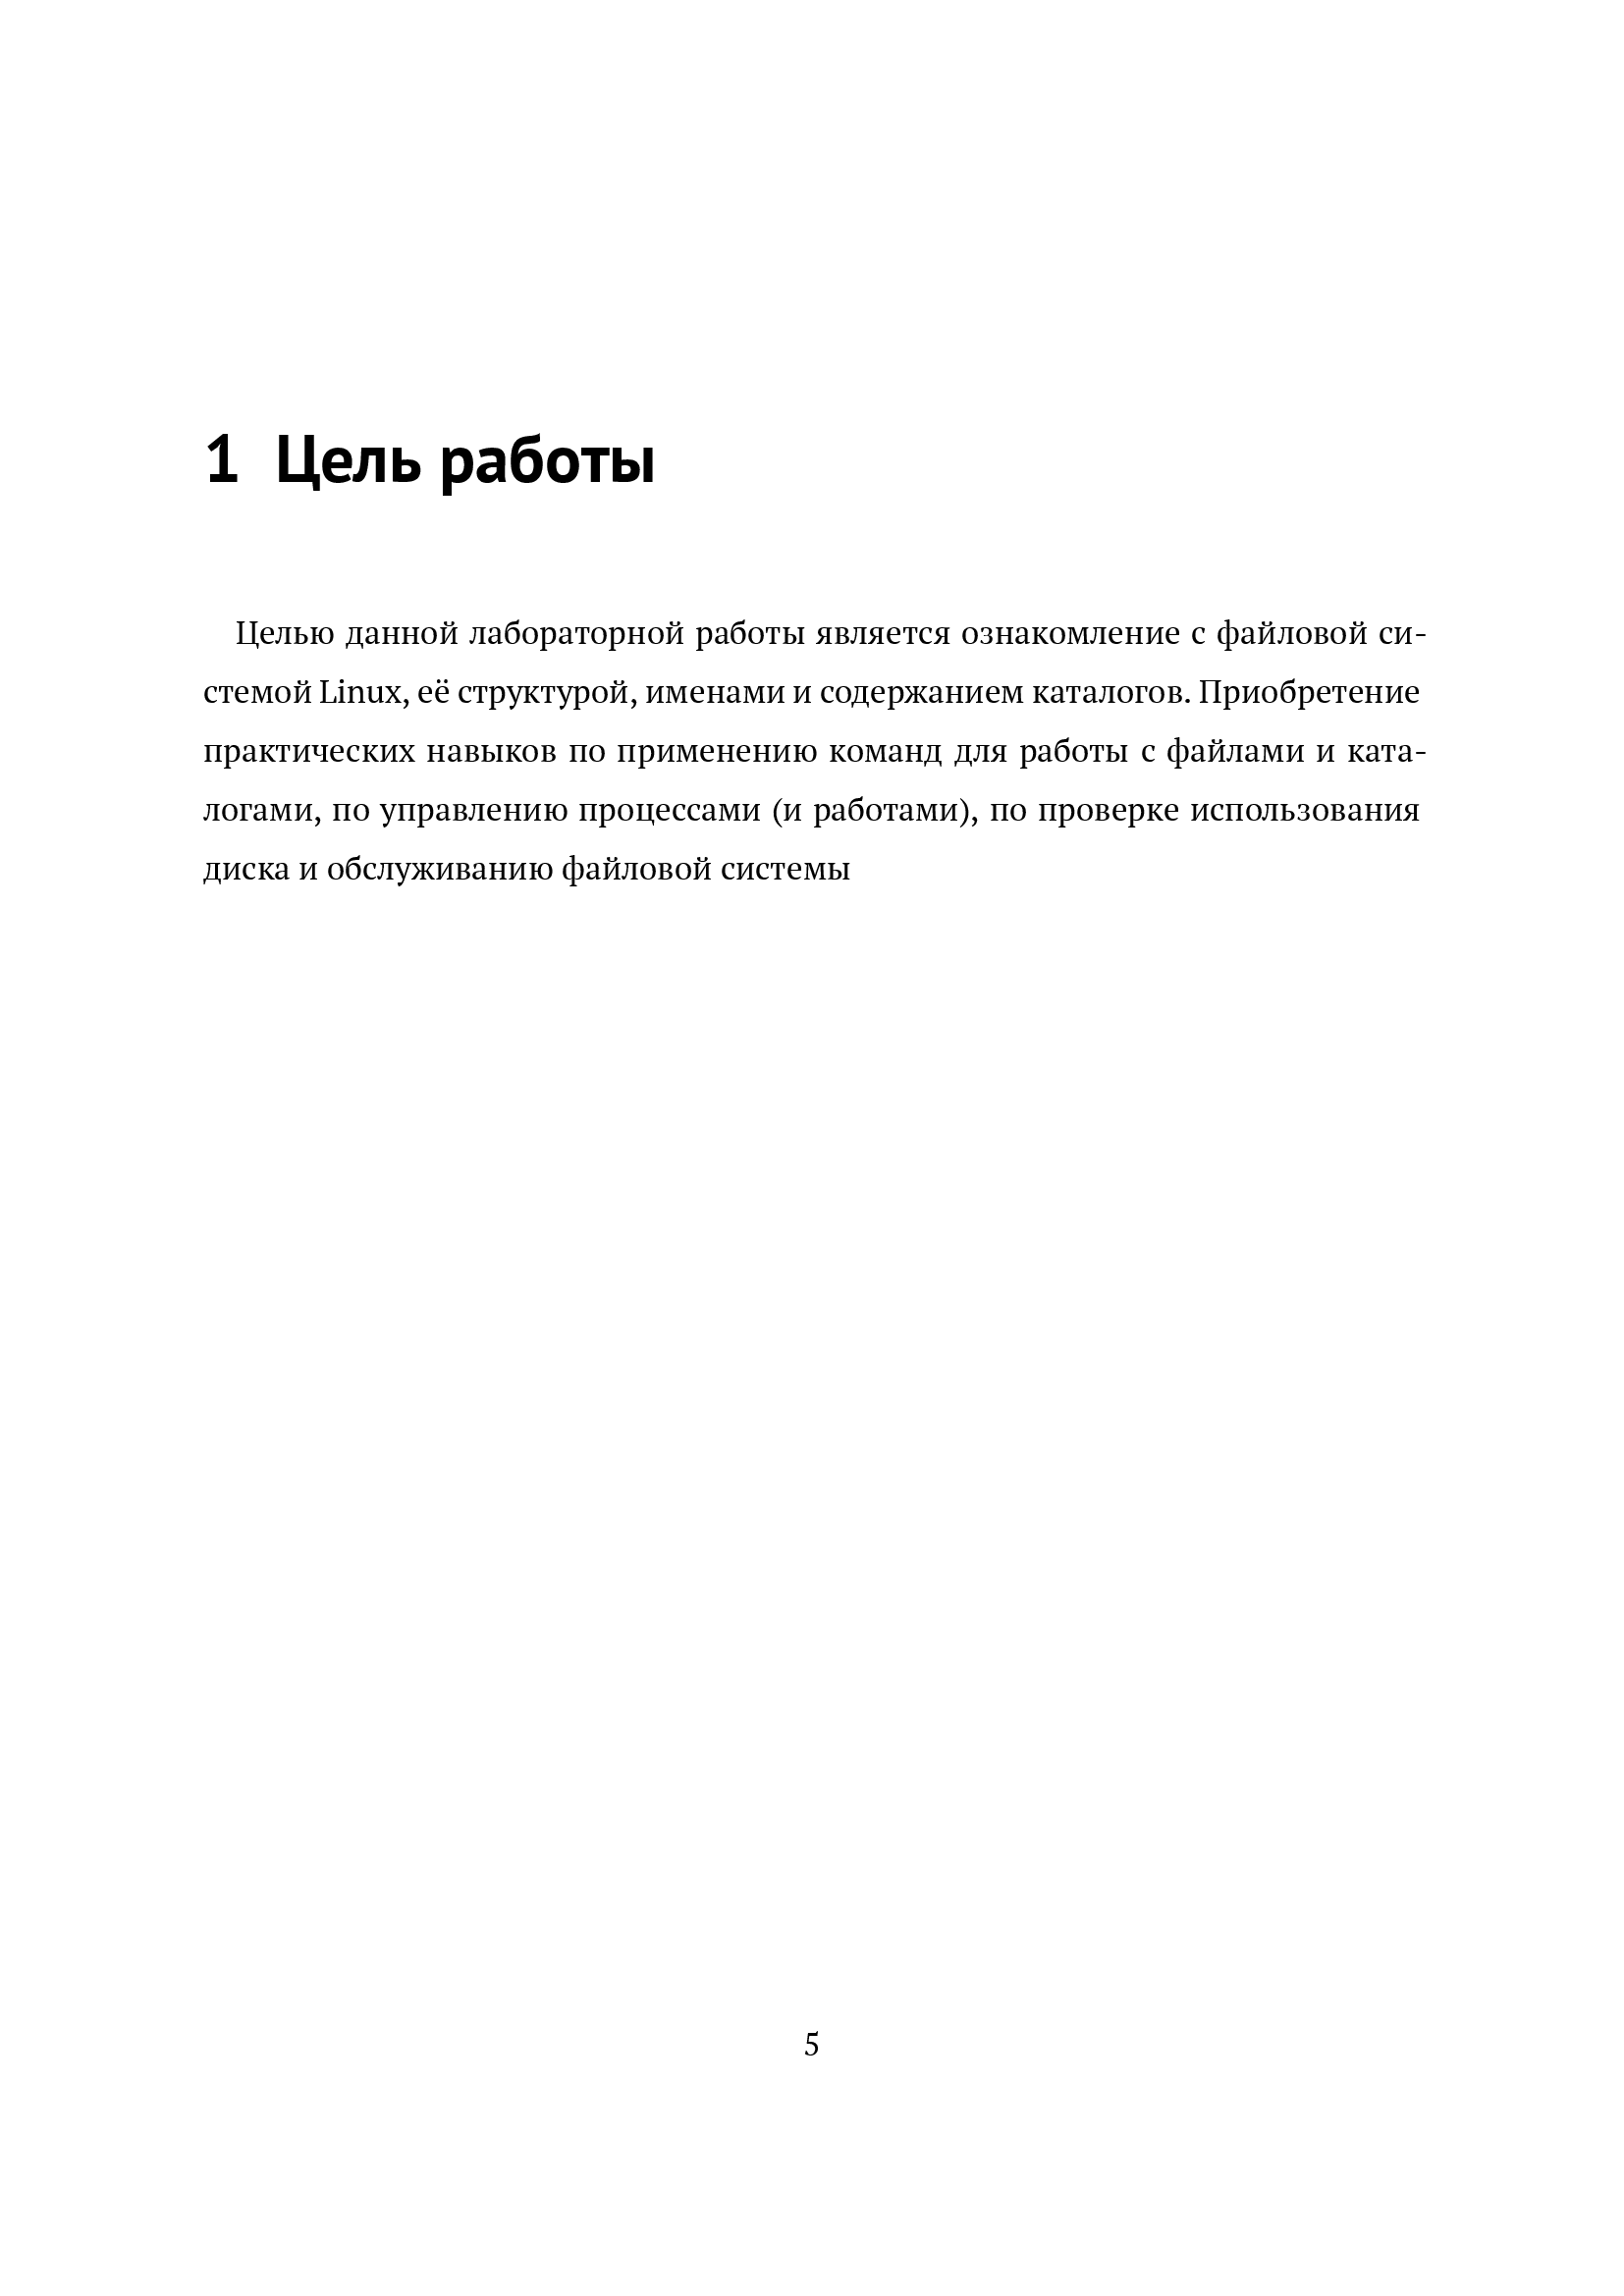 1 Цель работы
Целью данной лабораторной работы является ознакомление с файловой си-
стемой Linux, её структурой, именами и содержанием каталогов. Приобретение
практических навыков по применению команд для работы с файлами и ката-
логами, по управлению процессами (и работами), по проверке использования
диска и обслуживанию файловой системы
5